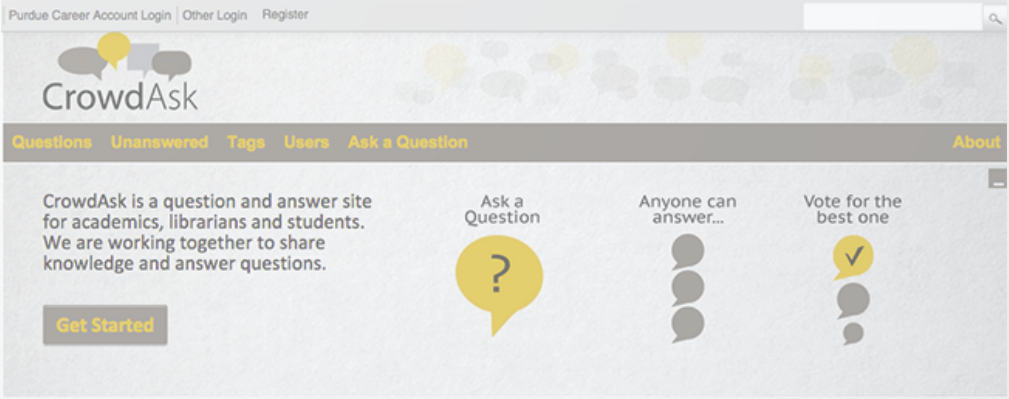 Purdue Career Account Login Other Login Register
CrowdAsk
Questions Unanswered Tags Users Ask a Question About
CrowdAsk is a question and answer site
for academics, librarians and students.
We are working together to share
knowledge and answer questions.
Get Started
Ask a
Question
?
Anyone can
answer...
Vote for the
best one